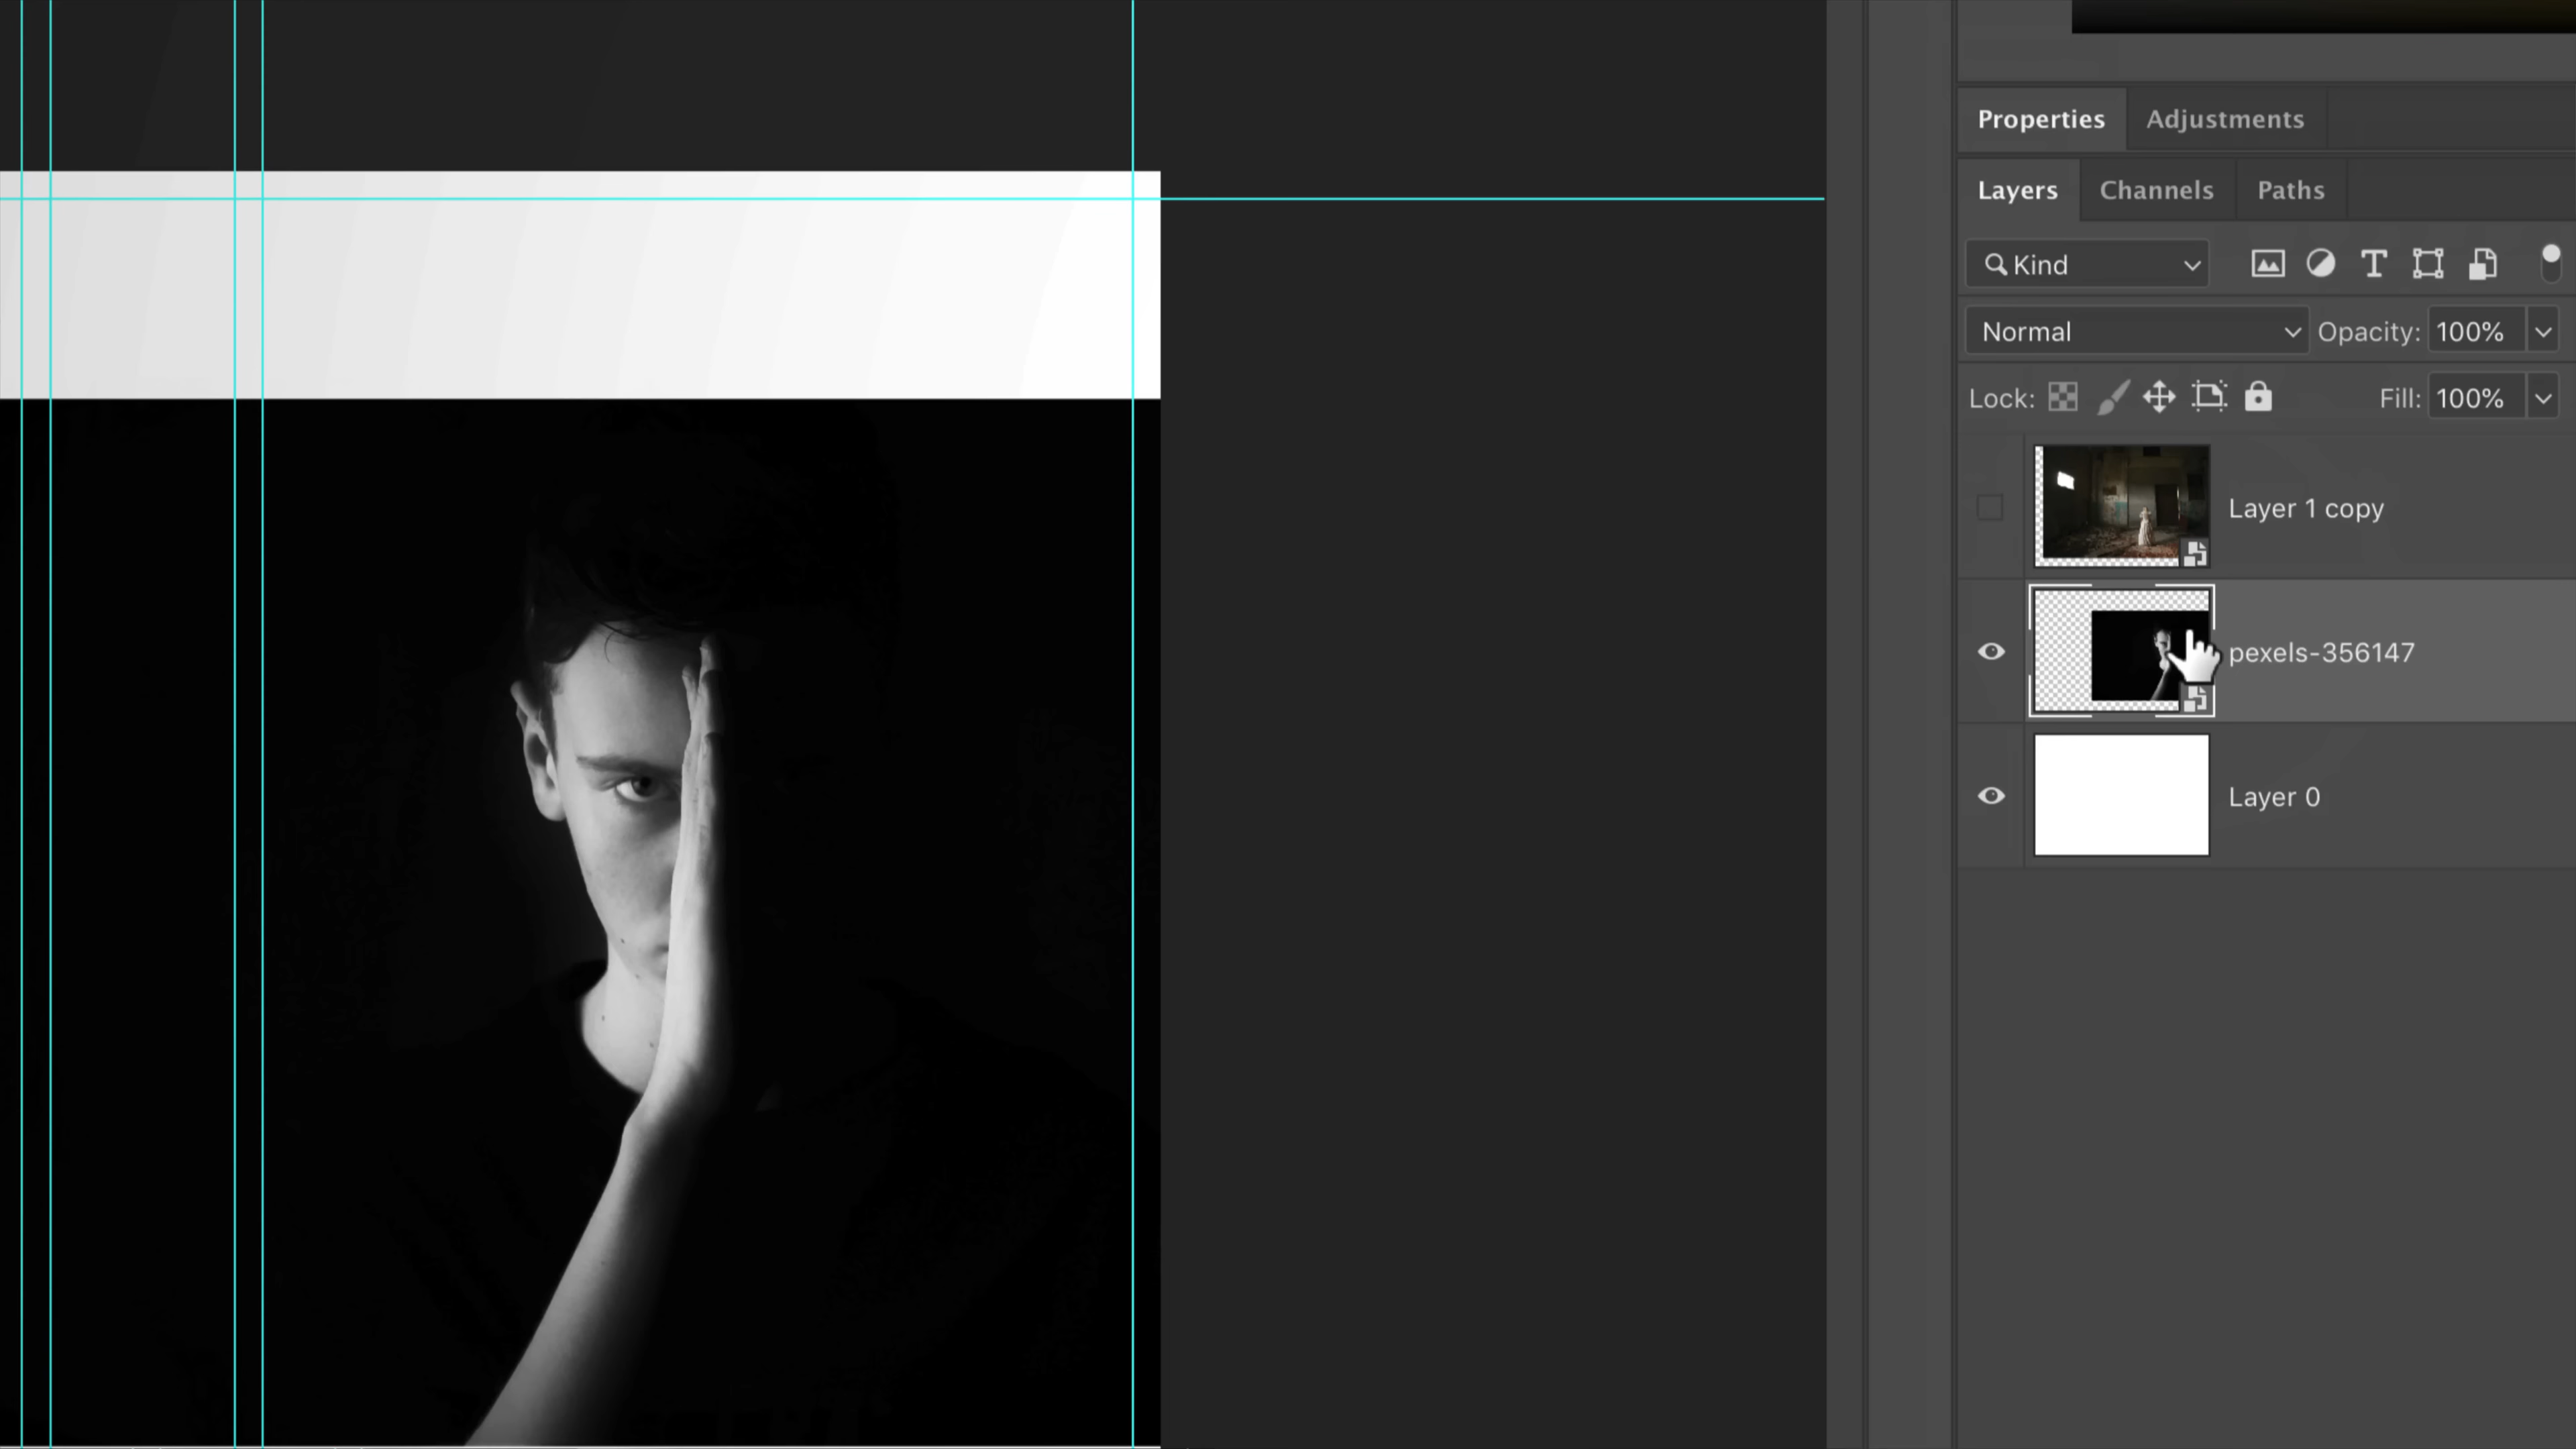 Properties Adjustments
Layers Channels Paths
Kind
Normal Opacity: 100%
Lock: Fill: 100%
Layer 1 copy
pexels-356147
Layer 0